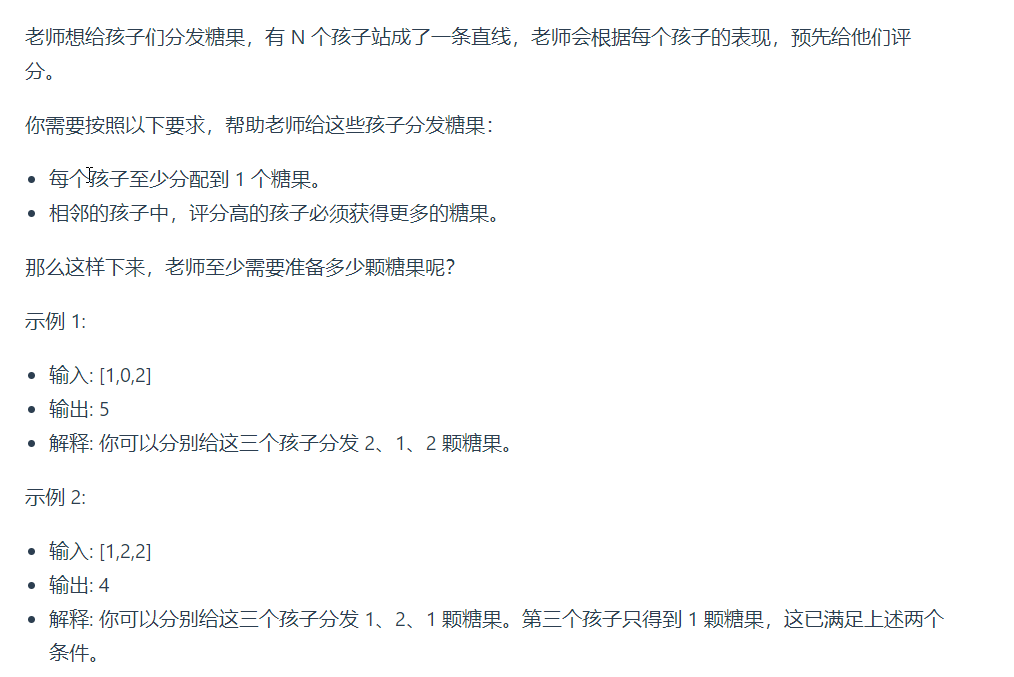 老师想给孩子们分发糖果，有 N 个孩子站成了一条直线，老师会根据每个孩子的表现，预先给他们评
分。
你需要按照以下要求，帮助老师给这些孩子分发糖果：
• 每个孩子至少分配到 1 个糖果。
• 相邻的孩子中，评分高的孩子必须获得更多的糖果。
那么这样下来，老师至少需要准备多少颗糖果呢？
示例 1:
• 输入: [1,0,2]
• 输出: 5
• 解释: 你可以分别给这三个孩子分发 2、1、2 颗糖果。
示例 2:
• 输入: [1,2,2]
• 输出: 4
• 解释: 你可以分别给这三个孩子分发 1、2、1 颗糖果。第三个孩子只得到 1 颗糖果，这已满足上述两个
条件。